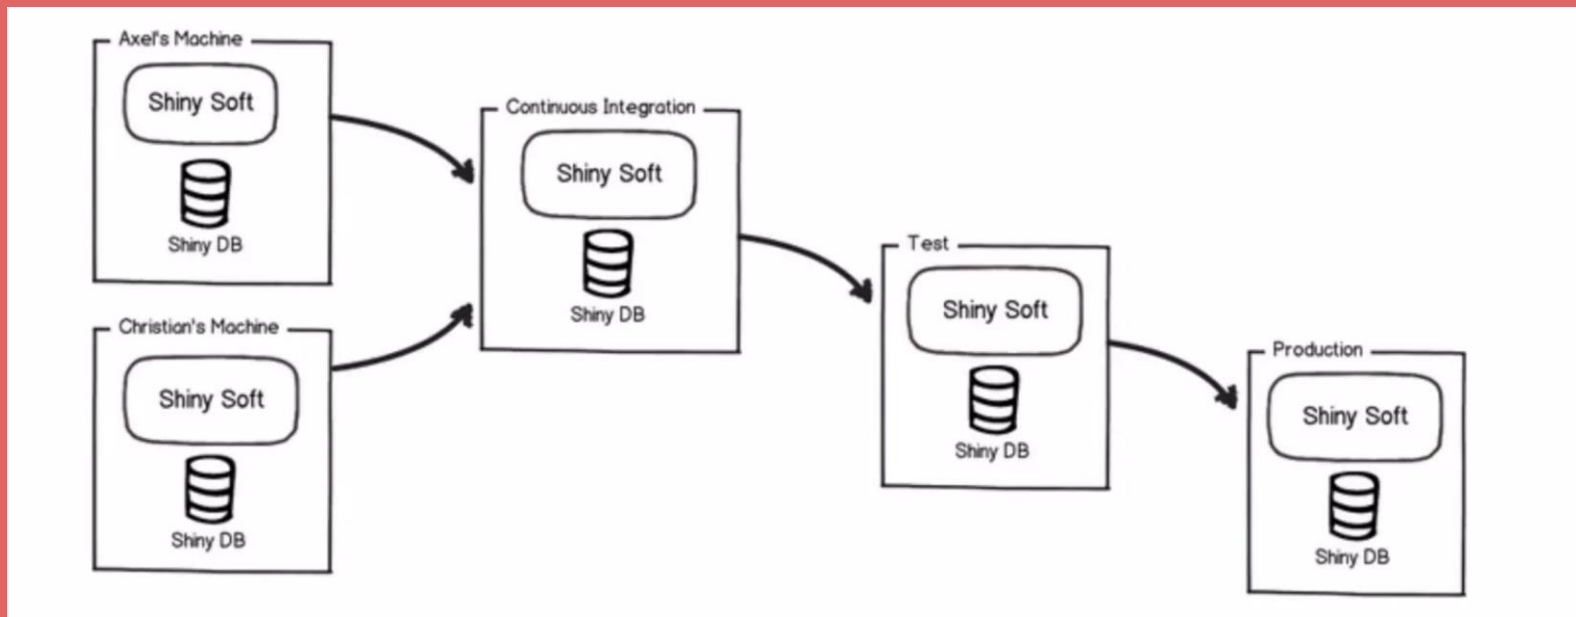 Axel's Machine
Shiny Soft
Shiny DB
Christian's Machine
Shiny Soft
Shiny DB
Continuous Integration
Shiny Soft
Shiny DB
Test
Shiny Soft
Shiny DB
Production
Shiny Soft
Shiny DB